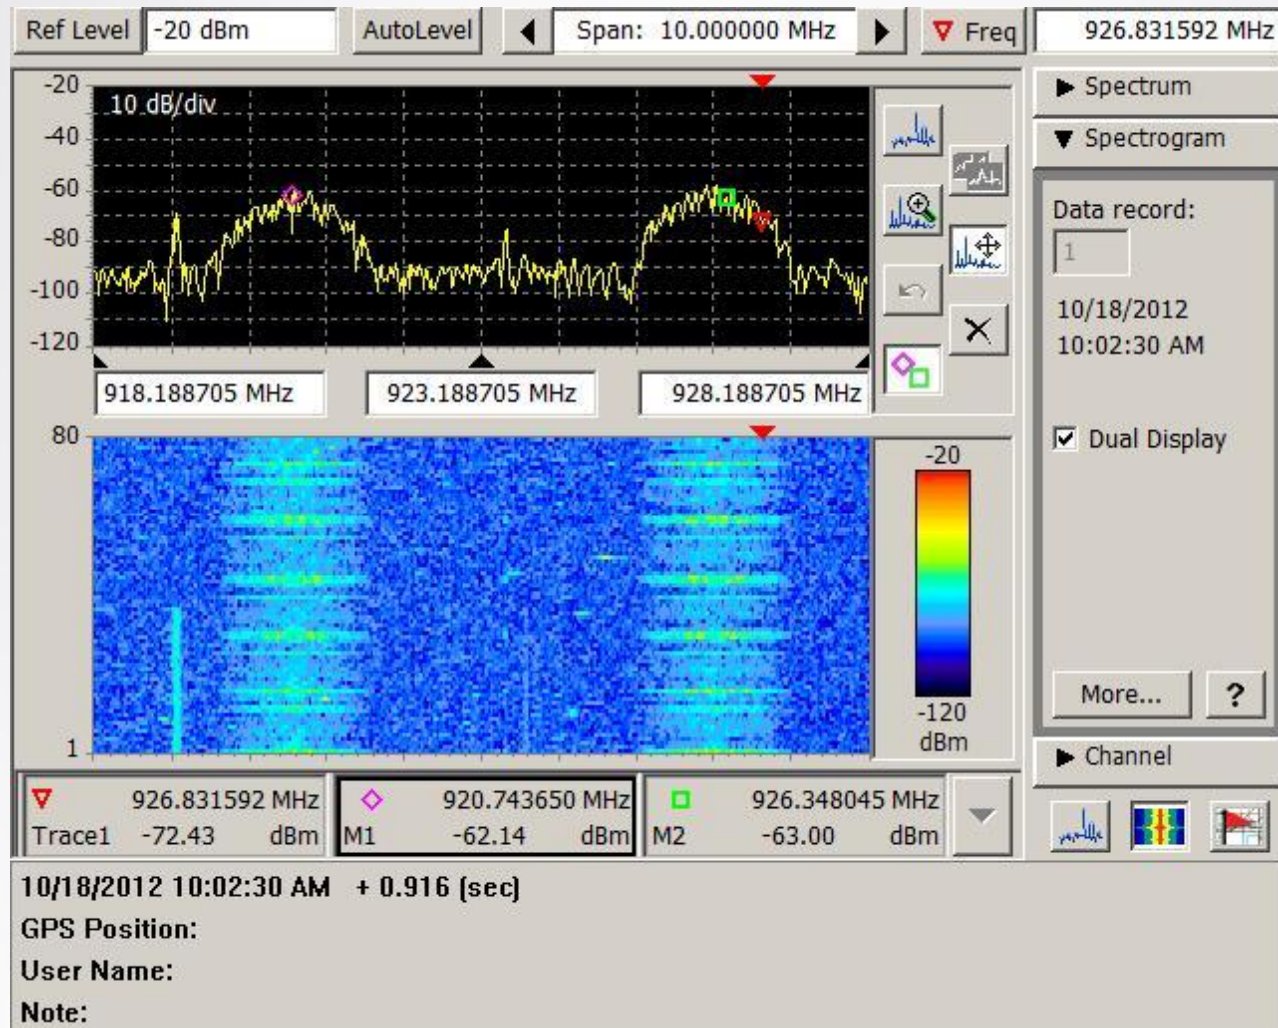 Ref Level -20 dBm AutoLevel Span: 10.000000 MHz Freq 926.831592 MHz
-20
10 dB/div
-40
-60
-80
-100
-120
918.188705 MHz 923.188705 MHz 928.188705 MHz
80
1
-20
-120
dBm
Spectrum
Spectrogram
Data record:
1
10/18/2012
10:02:30 AM
Dual Display
More... ?
Channel
926.831592 MHz 920.743650 MHz 926.348045 MHz
Trace1 -72.43 dBm M1 -62.14 dBm M2 -63.00 dBm
10/18/2012 10:02:30 AM + 0.916 (sec)
GPS Position:
User Name:
Note: